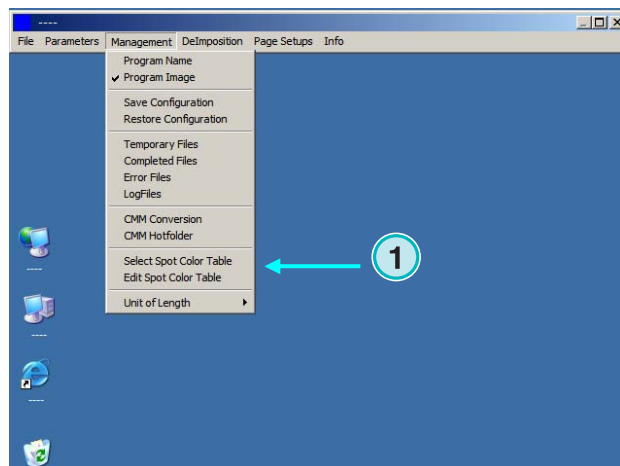 ----
File Parameters Management DeImposition Page Setups Info
Program Name
✓ Program Image
Save Configuration
Restore Configuration
Temporary Files
Completed Files
Error Files
LogFiles
CMM Conversion
CMM Hotfolder
Select Spot Color Table
Edit Spot Color Table
Unit of Length
1
----
----
----